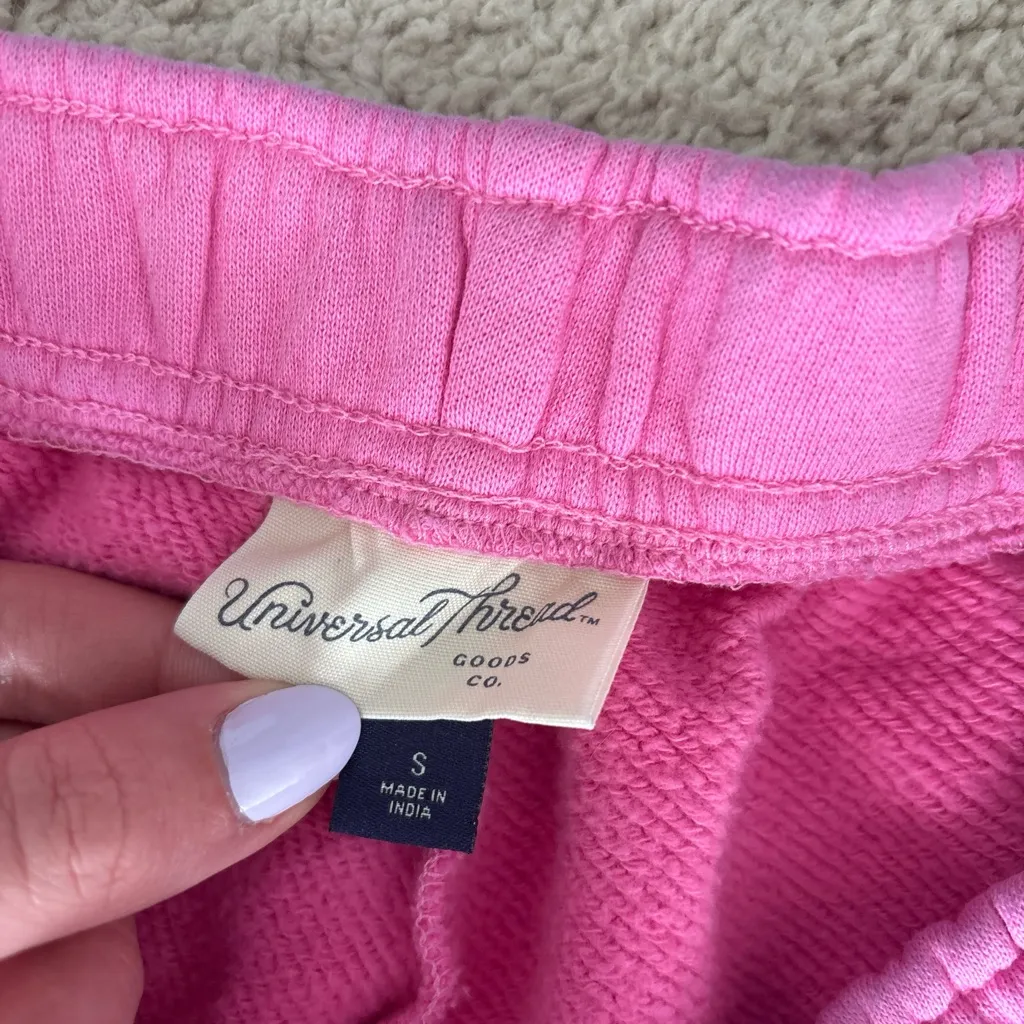 Universal Thread™
GOODS
CO.
S
MADE IN
INDIA